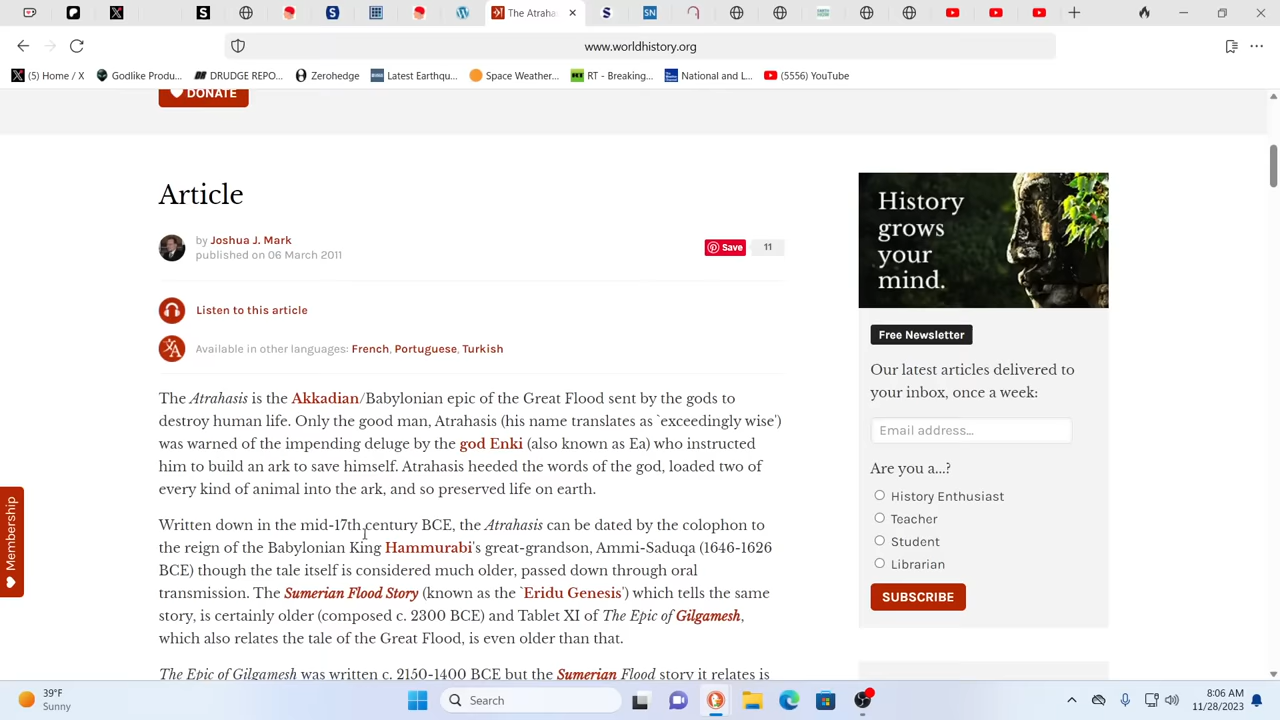 The Atraha
www.worldhistory.org
(5) Home / X
Godlike Produ...
DRUDGE REPO...
Zerohedge
Latest Earthqu...
Space Weather...
RT - Breaking...
National and L...
(5556) YouTube
DONATE
Article
by Joshua J. Mark
published on 06 March 2011
Save
11
Listen to this article
Available in other languages: French, Portuguese, Turkish
The Atrahasis is the Akkadian/Babylonian epic of the Great Flood sent by the gods to
destroy human life. Only the good man, Atrahasis (his name translates as `exceedingly wise')
was warned of the impending deluge by the god Enki (also known as Ea) who instructed
him to build an ark to save himself. Atrahasis heeded the words of the god, loaded two of
every kind of animal into the ark, and so preserved life on earth.
Written down in the mid-17th century BCE, the Atrahasis can be dated by the colophon to
the reign of the Babylonian King Hammurabi's great-grandson, Ammi-Saduqa (1646-1626
BCE) though the tale itself is considered much older, passed down through oral
transmission. The Sumerian Flood Story (known as the `Eridu Genesis') which tells the same
story, is certainly older (composed c. 2300 BCE) and Tablet XI of The Epic of Gilgamesh,
which also relates the tale of the Great Flood, is even older than that.
The Epic of Gilgamesh was written c. 2150-1400 BCE but the Sumerian Flood story it relates is
History
grows
your
mind.
Free Newsletter
Our latest articles delivered to
your inbox, once a week:
Email address...
Are you a...?
History Enthusiast
Teacher
Student
Librarian
SUBSCRIBE
Membership
39°F
Sunny
Search
8:06 AM
11/28/2023